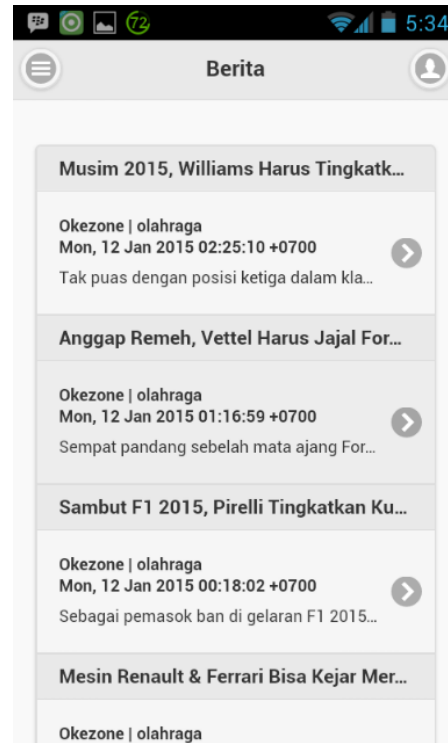 72
5:34
Berita
Musim 2015, Williams Harus Tingkatk...
Okezone | olahraga
Mon, 12 Jan 2015 02:25:10 +0700
Tak puas dengan posisi ketiga dalam kla...
Anggap Remeh, Vettel Harus Jajal For...
Okezone | olahraga
Mon, 12 Jan 2015 01:16:59 +0700
Sempat pandang sebelah mata ajang For...
Sambut F1 2015, Pirelli Tingkatkan Ku...
Okezone | olahraga
Mon, 12 Jan 2015 00:18:02 +0700
Sebagai pemasok ban di gelaran F1 2015...
Mesin Renault & Ferrari Bisa Kejar Mer...
Okezone | olahraga